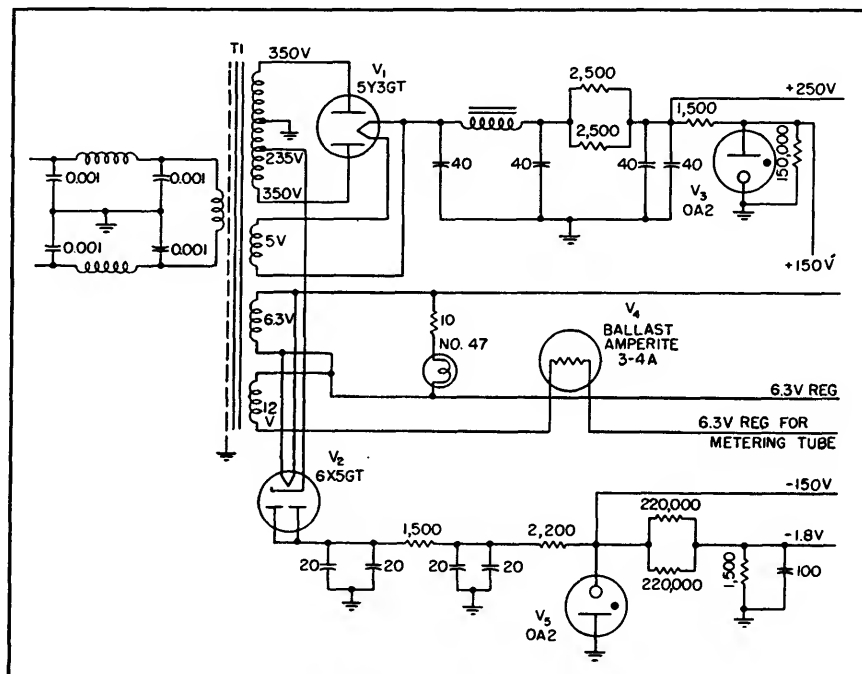 T1
350V
V1
5Y3GT
2,500
2,500
+250V
1,500
235V
350V
0.001
0.001
0.001
0.001
40
40
40
40
V3
OA2
150,000
+150V
5V
6.3V
10
NO. 47
V4
BALLAST
AMPERITE
3-4A
12
V
6.3V REG
6.3V REG FOR
METERING TUBE
V2
6X5GT
-150V
1,500
2,200
220,000
220,000
-1.8V
20
20
20
20
1,500
100
V5
OA2